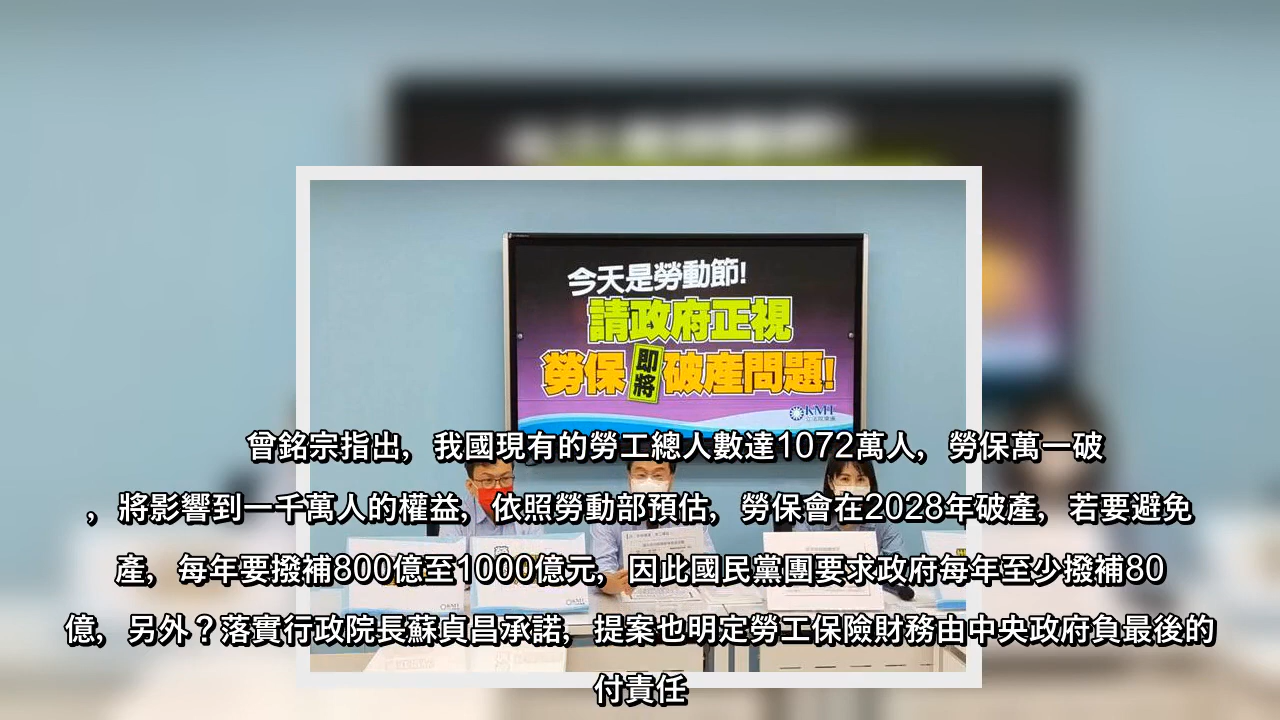 今天是勞動節!
請政府正視
勞保即將破產問題!
KMT
立法院黨團
曾銘宗指出，我國現有的勞工總人數達1072萬人，勞保萬一破
，將影響到一千萬人的權益，依照勞動部預估，勞保會在2028年破產，若要避免
產，每年要撥補800億至1000億元，因此國民黨團要求政府每年至少撥補80
億，另外？落實行政院長蘇貞昌承諾，提案也明定勞工保險財務由中央政府負最後的
付責任
KMT
KMT